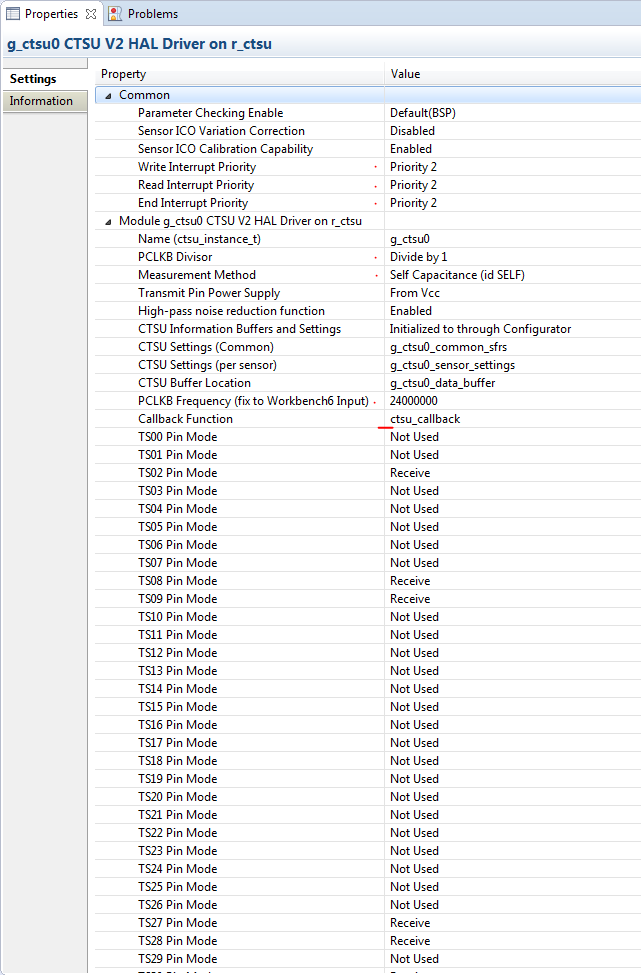 Properties Problems
g_ctsu0 CTSU V2 HAL Driver on r_ctsu
Settings
Information
Property Value
Common
Parameter Checking Enable Default(BSP)
Sensor ICO Variation Correction Disabled
Sensor ICO Calibration Capability Enabled
Write Interrupt Priority Priority 2
Read Interrupt Priority Priority 2
End Interrupt Priority Priority 2
Module g_ctsu0 CTSU V2 HAL Driver on r_ctsu
Name (ctsu_instance_t) g_ctsu0
PCLKB Divisor Divide by 1
Measurement Method Self Capacitance (id SELF)
Transmit Pin Power Supply From Vcc
High-pass noise reduction function Enabled
CTSU Information Buffers and Settings Initialized to through Configurator
CTSU Settings (Common) g_ctsu0_common_sfrs
CTSU Settings (per sensor) g_ctsu0_sensor_settings
CTSU Buffer Location g_ctsu0_data_buffer
PCLKB Frequency (fix to Workbench6 Input) 24000000
Callback Function ctsu_callback
TS00 Pin Mode Not Used
TS01 Pin Mode Not Used
TS02 Pin Mode Receive
TS03 Pin Mode Not Used
TS04 Pin Mode Not Used
TS05 Pin Mode Not Used
TS06 Pin Mode Not Used
TS07 Pin Mode Not Used
TS08 Pin Mode Receive
TS09 Pin Mode Receive
TS10 Pin Mode Not Used
TS11 Pin Mode Not Used
TS12 Pin Mode Not Used
TS13 Pin Mode Not Used
TS14 Pin Mode Not Used
TS15 Pin Mode Not Used
TS16 Pin Mode Not Used
TS17 Pin Mode Not Used
TS18 Pin Mode Not Used
TS19 Pin Mode Not Used
TS20 Pin Mode Not Used
TS21 Pin Mode Not Used
TS22 Pin Mode Not Used
TS23 Pin Mode Not Used
TS24 Pin Mode Not Used
TS25 Pin Mode Not Used
TS26 Pin Mode Not Used
TS27 Pin Mode Receive
TS28 Pin Mode Receive
TS29 Pin Mode Not Used